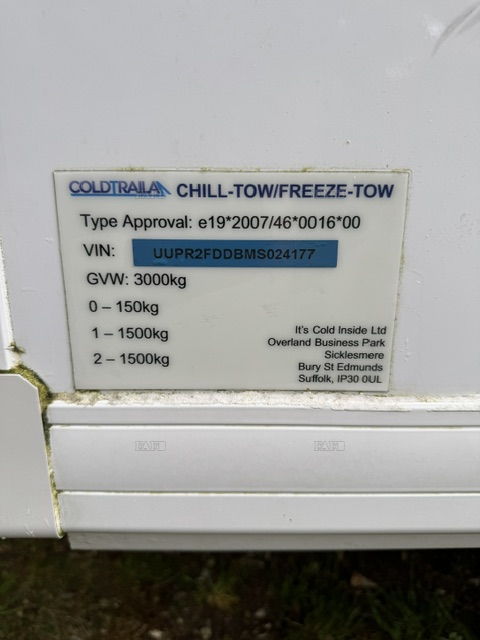 COLDTRAILA CHILL-TOW/FREEZE-TOW
Type Approval: e19*2007/46*0016*00
VIN: UUPR2FDDBMS024177
GVW: 3000kg
0 – 150kg
1 – 1500kg
2 – 1500kg
It's Cold Inside Ltd
Overland Business Park
Sicklesmere
Bury St Edmunds
Suffolk, IP30 0UL